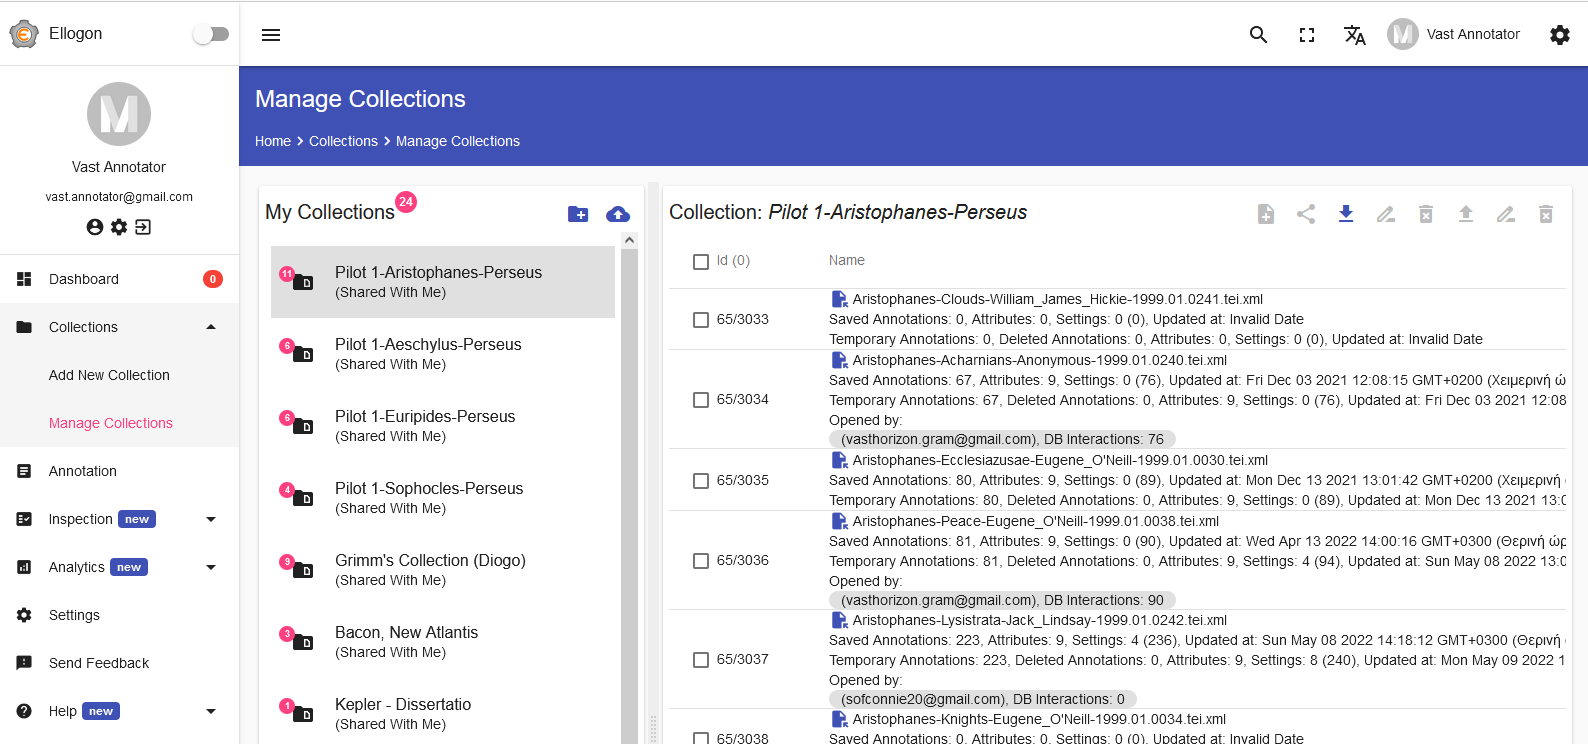 Ellogon
Vast Annotator
Vast Annotator
vast.annotator@gmail.com
Dashboard 0
Collections
Add New Collection
Manage Collections
Annotation
Inspection new
Analytics new
Settings
Send Feedback
Help new
Manage Collections
Home > Collections > Manage Collections
My Collections 24
11 Pilot 1-Aristophanes-Perseus
(Shared With Me)
6 Pilot 1-Aeschylus-Perseus
(Shared With Me)
6 Pilot 1-Euripides-Perseus
(Shared With Me)
4 Pilot 1-Sophocles-Perseus
(Shared With Me)
9 Grimm's Collection (Diogo)
(Shared With Me)
3 Bacon, New Atlantis
(Shared With Me)
1 Kepler - Dissertatio
(Shared With Me)
Collection: Pilot 1-Aristophanes-Perseus
Id (0) Name
Aristophanes-Clouds-William_James_Hickie-1999.01.0241.tei.xml
65/3033 Saved Annotations: 0, Attributes: 0, Settings: 0 (0), Updated at: Invalid Date
Temporary Annotations: 0, Deleted Annotations: 0, Attributes: 0, Settings: 0 (0), Updated at: Invalid Date
Aristophanes-Acharnians-Anonymous-1999.01.0240.tei.xml
Saved Annotations: 67, Attributes: 9, Settings: 0 (76), Updated at: Fri Dec 03 2021 12:08:15 GMT+0200 (Χειμερινή ώ
65/3034 Temporary Annotations: 67, Deleted Annotations: 0, Attributes: 9, Settings: 0 (76), Updated at: Fri Dec 03 2021 12:08
Opened by:
(vasthorizon.gram@gmail.com), DB Interactions: 76
Aristophanes-Ecclesiazusae-Eugene_O'Neill-1999.01.0030.tei.xml
65/3035 Saved Annotations: 80, Attributes: 9, Settings: 0 (89), Updated at: Mon Dec 13 2021 13:01:42 GMT+0200 (Χειμερινή
Temporary Annotations: 80, Deleted Annotations: 0, Attributes: 9, Settings: 0 (89), Updated at: Mon Dec 13 2021 13:0
Aristophanes-Peace-Eugene_O'Neill-1999.01.0038.tei.xml
Saved Annotations: 81, Attributes: 9, Settings: 0 (90), Updated at: Wed Apr 13 2022 14:00:16 GMT+0300 (Θερινή ώρ
65/3036 Temporary Annotations: 81, Deleted Annotations: 0, Attributes: 9, Settings: 4 (94), Updated at: Sun May 08 2022 13:0
Opened by:
(vasthorizon.gram@gmail.com), DB Interactions: 90
Aristophanes-Lysistrata-Jack_Lindsay-1999.01.0242.tei.xml
Saved Annotations: 223, Attributes: 9, Settings: 4 (236), Updated at: Sun May 08 2022 14:18:12 GMT+0300 (Θερινή
65/3037 Temporary Annotations: 223, Deleted Annotations: 0, Attributes: 9, Settings: 8 (240), Updated at: Mon May 09 2022 1
Opened by:
(sofconnie20@gmail.com), DB Interactions: 0
Aristophanes-Knights-Eugene_O'Neill-1999.01.0034.tei.xml
65/3038 Saved Annotations: 0, Attributes: 0, Settings: 0 (0), Updated at: Invalid Date